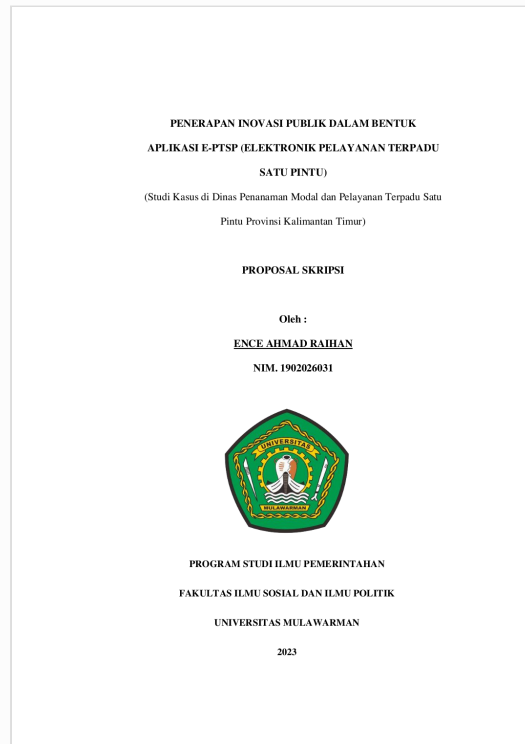 PENERAPAN INOVASI PUBLIK DALAM BENTUK
APLIKASI E-PTSP (ELEKTRONIK PELAYANAN TERPADU
SATU PINTU)
(Studi Kasus di Dinas Penanaman Modal dan Pelayanan Terpadu Satu
Pintu Provinsi Kalimantan Timur)
PROPOSAL SKRIPSI
Oleh :
ENCE AHMAD RAIHAN
NIM. 1902026031
UNIVERSITAS
MULAWARMAN
PROGRAM STUDI ILMU PEMERINTAHAN
FAKULTAS ILMU SOSIAL DAN ILMU POLITIK
UNIVERSITAS MULAWARMAN
2023